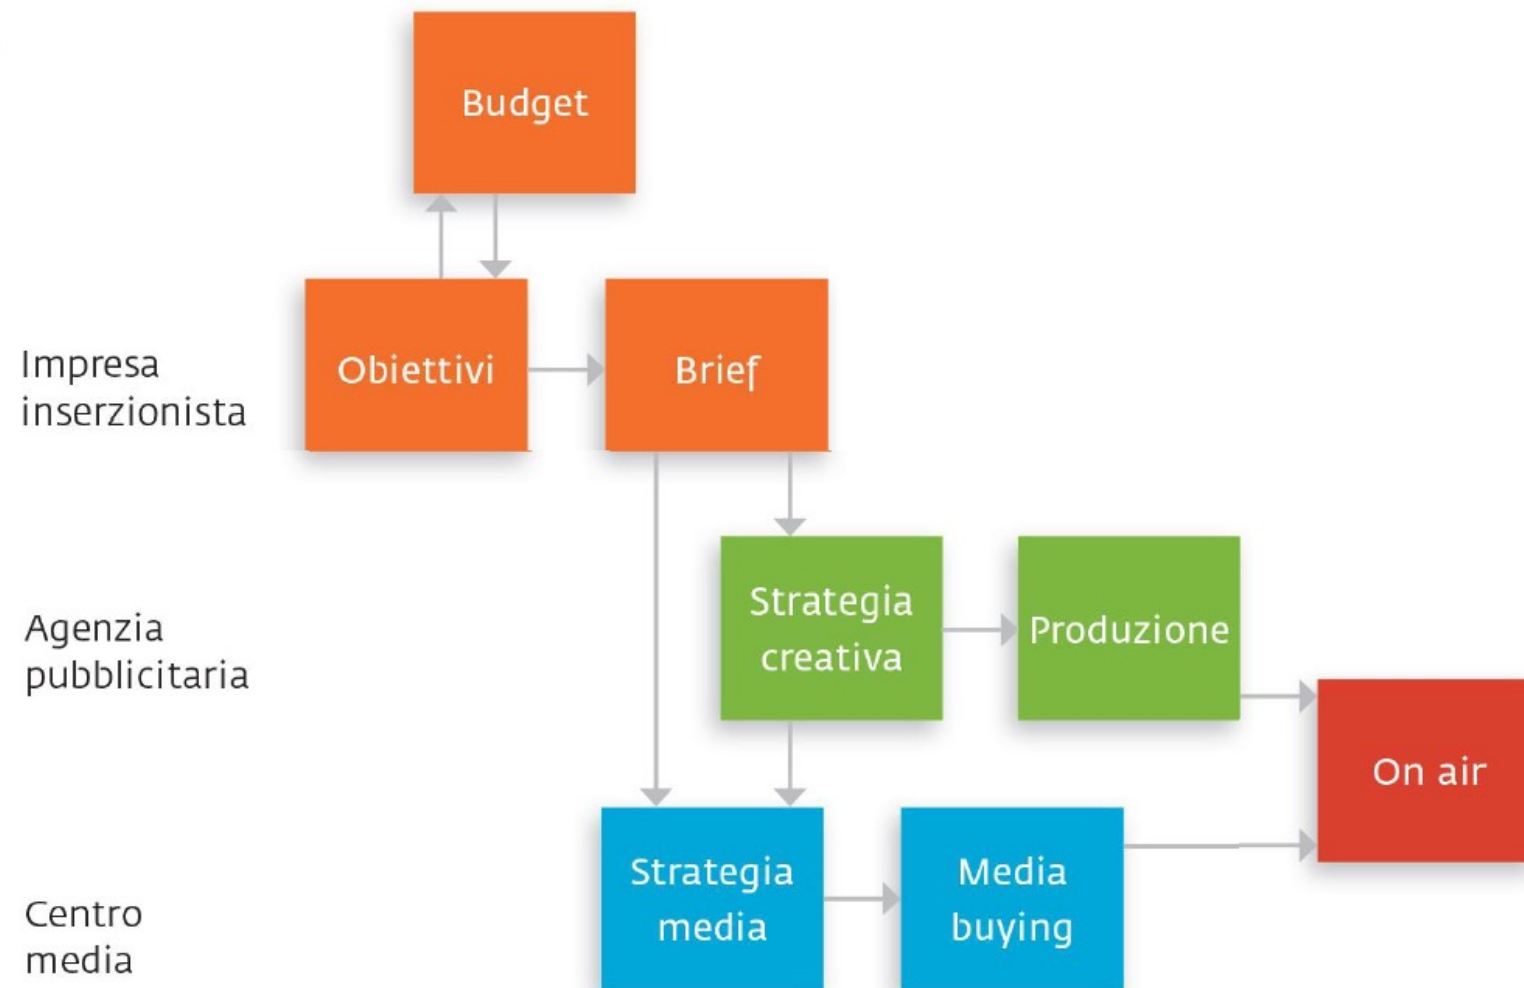 Budget
Impresa
inserzionista
Obiettivi
Brief
Agenzia
pubblicitaria
Strategia
creativa
Produzione
On air
Centro
media
Strategia
media
Media
buying